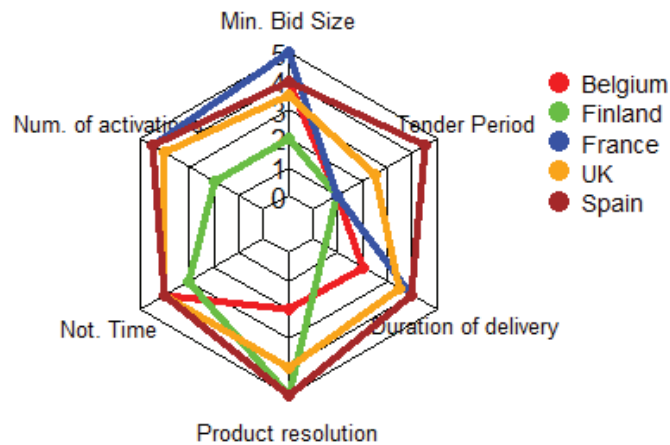 Min. Bid Size
5
4
3
2
1
0
Num. of activations
Tender Period
Not. Time
Duration of delivery
Product resolution
Belgium
Finland
France
UK
Spain